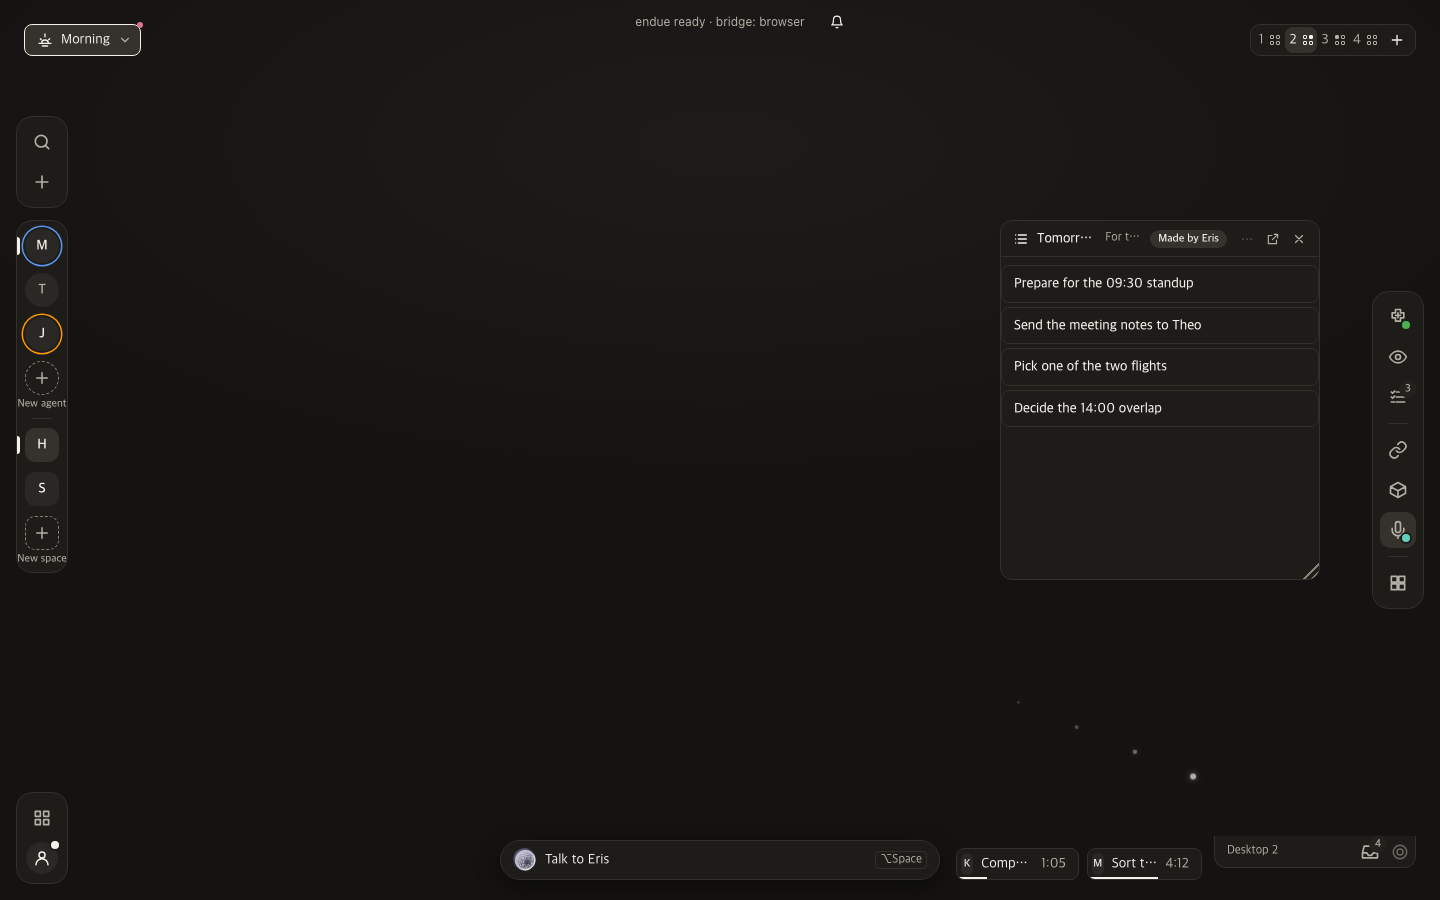 Morning
endue ready · bridge: browser
1 2 3 4
M
T
J
New agent
H
S
New space
Tomorr··· For t··· Made by Eris
Prepare for the 09:30 standup
Send the meeting notes to Theo
Pick one of the two flights
Decide the 14:00 overlap
3
Talk to Eris ⌥Space
K Comp··· 1:05
M Sort t··· 4:12
Desktop 2 4